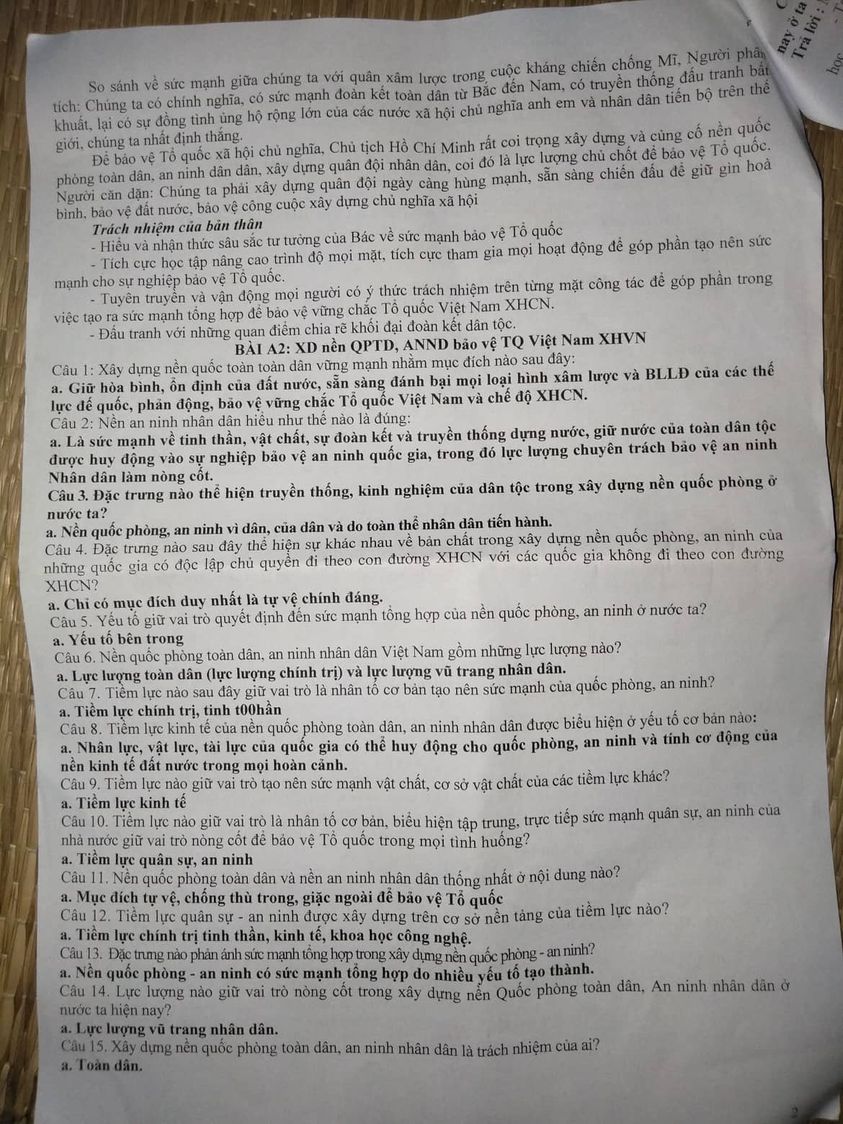 So sánh về sức mạnh giữa chúng ta với quân xâm lược trong cuộc kháng chiến chống Mĩ, Người phân
tích: Chúng ta có chính nghĩa, có sức mạnh đoàn kết toàn dân từ Bắc đến Nam, có truyền thống đấu tranh bất
khuất, lại có sự đồng tình ủng hộ rộng lớn của các nước xã hội chủ nghĩa anh em và nhân dân tiến bộ trên thế
giới, chúng ta nhất định thắng.
Để bảo vệ Tổ quốc xã hội chủ nghĩa, Chủ tịch Hồ Chí Minh rất coi trọng xây dựng và củng cố nền quốc
phòng toàn dân, an ninh dân dân, xây dựng quân đội nhân dân, coi đó là lực lượng chủ chốt để bảo vệ Tổ quốc.
Người căn dặn: Chúng ta phải xây dựng quân đội ngày càng hùng mạnh, sẵn sàng chiến đấu để giữ gìn hoà
bình, bảo vệ đất nước, bảo vệ công cuộc xây dựng chủ nghĩa xã hội
Trách nhiệm của bản thân
- Hiểu và nhận thức sâu sắc tư tưởng của Bác về sức mạnh bảo vệ Tổ quốc
- Tích cực học tập nâng cao trình độ mọi mặt, tích cực tham gia mọi hoạt động để góp phần tạo nên sức
mạnh cho sự nghiệp bảo vệ Tổ quốc.
- Tuyên truyền và vận động mọi người có ý thức trách nhiệm trên từng mặt công tác để góp phần trong
việc tạo ra sức mạnh tổng hợp để bảo vệ vững chắc Tổ quốc Việt Nam XHCN.
- Đấu tranh với những quan điểm chia rẽ khối đại đoàn kết dân tộc.
BÀI A2: XD nền QPTD, ANND bảo vệ TQ Việt Nam XHVN
Câu 1: Xây dựng nền quốc toàn toàn dân vững mạnh nhằm mục đích nào sau đây:
a. Giữ hòa bình, ổn định của đất nước, sẵn sàng đánh bại mọi loại hình xâm lược và BLLĐ của các thế
lực đế quốc, phản động, bảo vệ vững chắc Tổ quốc Việt Nam và chế độ XHCN.
Câu 2: Nền an ninh nhân dân hiểu như thế nào là đúng:
a. Là sức mạnh về tinh thần, vật chất, sự đoàn kết và truyền thống dựng nước, giữ nước của toàn dân tộc
được huy động vào sự nghiệp bảo vệ an ninh quốc gia, trong đó lực lượng chuyên trách bảo vệ an ninh
Nhân dân làm nòng cốt.
Câu 3. Đặc trưng nào thể hiện truyền thống, kinh nghiệm của dân tộc trong xây dựng nền quốc phòng ở
nước ta?
a. Nền quốc phòng, an ninh vì dân, của dân và do toàn thể nhân dân tiến hành.
Câu 4. Đặc trưng nào sau đây thể hiện sự khác nhau về bản chất trong xây dựng nền quốc phòng, an ninh của
những quốc gia có độc lập chủ quyền đi theo con đường XHCN với các quốc gia không đi theo con đường
XHCN?
a. Chỉ có mục đích duy nhất là tự vệ chính đáng.
Câu 5. Yếu tố giữ vai trò quyết định đến sức mạnh tổng hợp của nền quốc phòng, an ninh ở nước ta?
a. Yếu tố bên trong
Câu 6. Nền quốc phòng toàn dân, an ninh nhân dân Việt Nam gồm những lực lượng nào?
a. Lực lượng toàn dân (lực lượng chính trị) và lực lượng vũ trang nhân dân.
Câu 7. Tiềm lực nào sau đây giữ vai trò là nhân tố cơ bản tạo nên sức mạnh của quốc phòng, an ninh?
a. Tiềm lực chính trị, tinh t00hần
Câu 8. Tiềm lực kinh tế của nền quốc phòng toàn dân, an ninh nhân dân được biểu hiện ở yếu tố cơ bản nào:
a. Nhân lực, vật lực, tài lực của quốc gia có thể huy động cho quốc phòng, an ninh và tính cơ động của
nền kinh tế đất nước trong mọi hoàn cảnh.
Câu 9. Tiềm lực nào giữ vai trò tạo nên sức mạnh vật chất, cơ sở vật chất của các tiềm lực khác?
a. Tiềm lực kinh tế
Câu 10. Tiềm lực nào giữ vai trò là nhân tố cơ bản, biểu hiện tập trung, trực tiếp sức mạnh quân sự, an ninh của
nhà nước giữ vai trò nòng cốt để bảo vệ Tổ quốc trong mọi tình huống?
a. Tiềm lực quân sự, an ninh
Câu 11. Nền quốc phòng toàn dân và nền an ninh nhân dân thống nhất ở nội dung nào?
a. Mục đích tự vệ, chống thù trong, giặc ngoài để bảo vệ Tổ quốc
Câu 12. Tiềm lực quân sự - an ninh được xây dựng trên cơ sở nền tảng của tiềm lực nào?
a. Tiềm lực chính trị tinh thần, kinh tế, khoa học công nghệ.
Câu 13. Đặc trưng nào phản ánh sức mạnh tổng hợp trong xây dựng nền quốc phòng - an ninh?
a. Nền quốc phòng - an ninh có sức mạnh tổng hợp do nhiều yếu tố tạo thành.
Câu 14. Lực lượng nào giữ vai trò nòng cốt trong xây dựng nền Quốc phòng toàn dân, An ninh nhân dân ở
nước ta hiện nay?
a. Lực lượng vũ trang nhân dân.
Câu 15. Xây dựng nền quốc phòng toàn dân, an ninh nhân dân là trách nhiệm của ai?
a. Toàn dân.
2
nay ở ta
Trả lời :
học